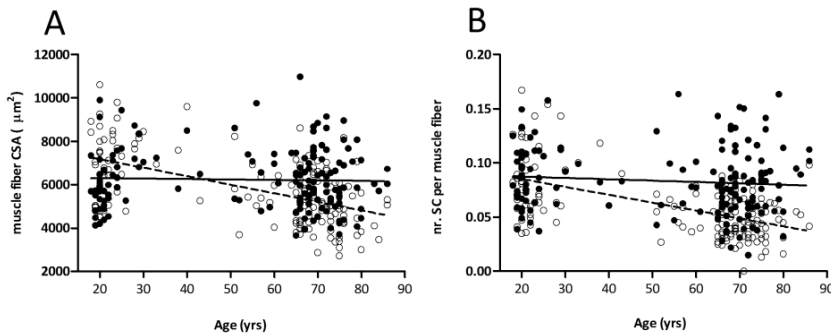 A
muscle fiber CSA ( μm²)
12000
10000
8000
6000
4000
2000
20 30 40 50 60 70 80 90
Age (yrs)
B
nr. SC per muscle fiber
0.20
0.15
0.10
0.05
0.00
20 30 40 50 60 70 80 90
Age (yrs)